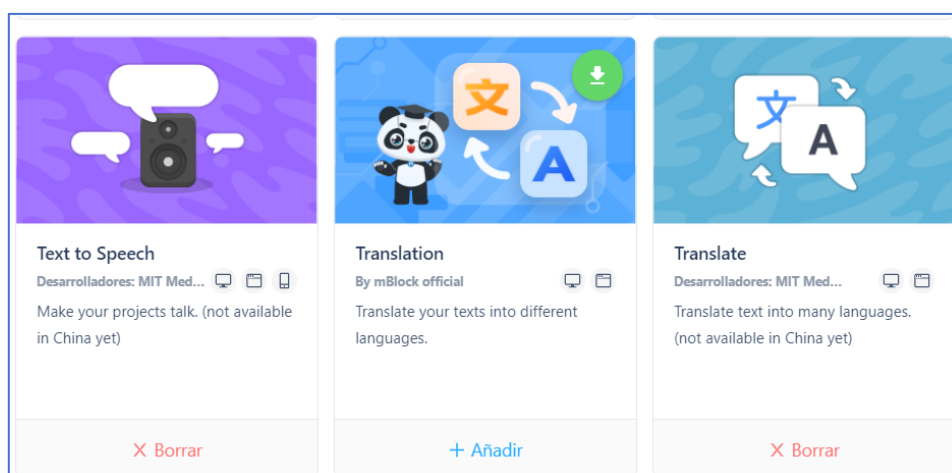 文
A
文
A
Text to Speech
Desarrolladores: MIT Med...
Make your projects talk. (not available
in China yet)
X Borrar
Translation
By mBlock official
Translate your texts into different
languages.
+ Añadir
Translate
Desarrolladores: MIT Med...
Translate text into many languages.
(not available in China yet)
X Borrar